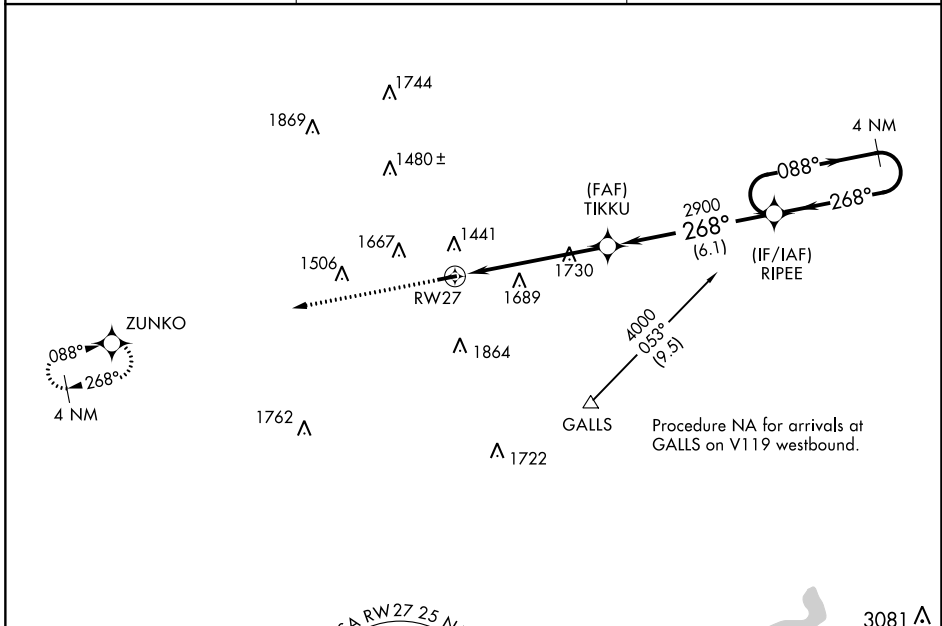 1744
1869
1480 ±
4 NM
088°
268°
(FAF)
TIKKU
2900
268°
(6.1)
(IF/IAF)
RIPEE
1441
1667
1506
1730
RW27
1689
ZUNKO
088°
268°
4 NM
1864
4000
053°
(9.5)
GALLS
Procedure NA for arrivals at
GALLS on V119 westbound.
1762
1722
RW27 25
3081